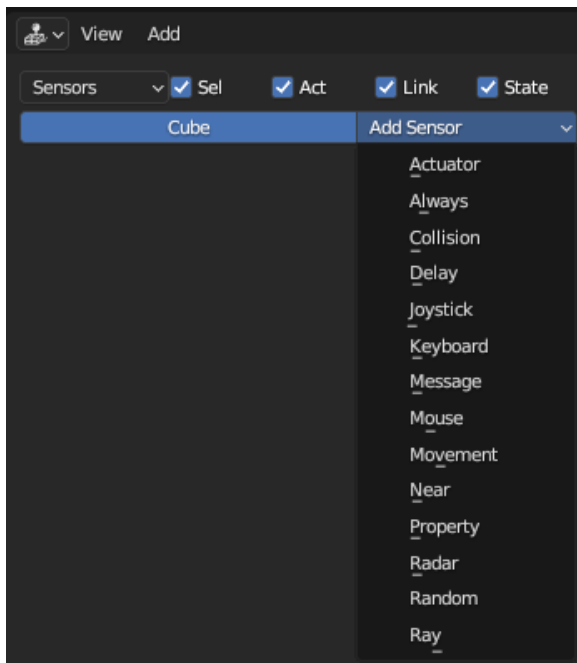 View Add
Sensors Sel Act Link State
Cube Add Sensor
Actuator
Always
Collision
Delay
Joystick
Keyboard
Message
Mouse
Movement
Near
Property
Radar
Random
Ray